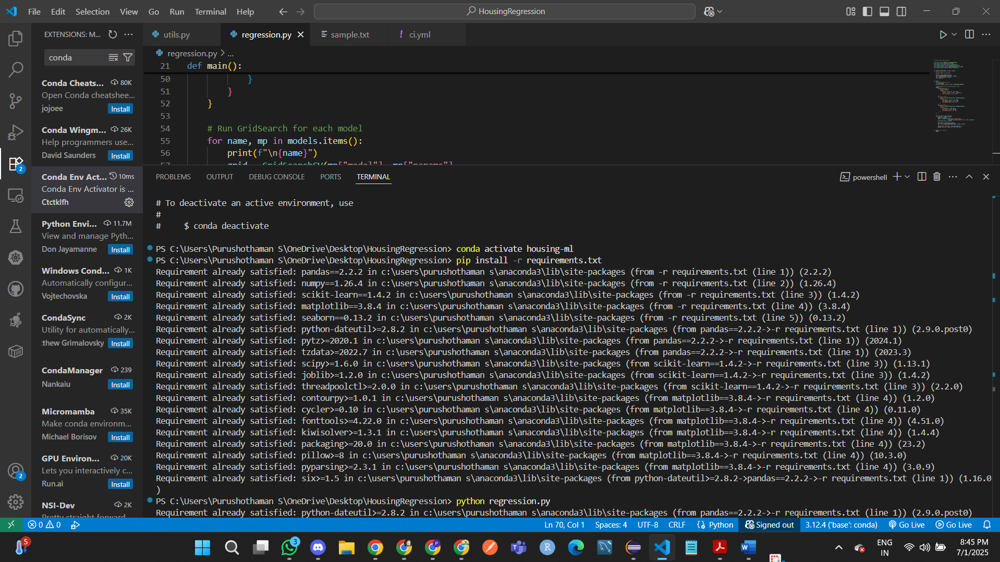 File Edit Selection View Go Run Terminal Help
HousingRegression
EXTENSIONS: M...
utils.py
regression.py
sample.txt
! ci.yml
conda
Conda Cheats... 80K
Open Conda cheatshee...
jojoee Install
Conda Wingm... 26K
Help programmers use...
David Saunders Install
Conda Env Act... 10ms
Conda Env Activator is ...
Ctctklfh
Python Envi... 11.7M
View and manage Pyth...
Don Jayamanne Install
Windows Cond... 1K
Automatically configur...
Vojtechovska Install
CondaSync 2K
Utility for automatically...
:thew Grimalovsky Install
CondaManager 239
Nankaiu Install
Micromamba 35K
Make conda environm...
Michael Borisov Install
GPU Environ... 20K
Lets you interactively c...
Run.ai Install
NSI-Dev 2K
Pretty straight forward
2
2
regression.py > ...
21 def main():
50 }
51 }
52 }
53
54 # Run GridSearch for each model
55 for name, mp in models.items():
56 print(f"\n{name}")
57 grid = GridSearchCV(mp["model"], mp["params"],
PROBLEMS OUTPUT DEBUG CONSOLE PORTS TERMINAL
powershell
# To deactivate an active environment, use
#
# $ conda deactivate
PS C:\Users\Purushothaman S\OneDrive\Desktop\HousingRegression> conda activate housing-ml
PS C:\Users\Purushothaman S\OneDrive\Desktop\HousingRegression> pip install -r requirements.txt
Requirement already satisfied: pandas==2.2.2 in c:\users\purushothaman s\anaconda3\lib\site-packages (from -r requirements.txt (line 1)) (2.2.2)
Requirement already satisfied: numpy==1.26.4 in c:\users\purushothaman s\anaconda3\lib\site-packages (from -r requirements.txt (line 2)) (1.26.4)
Requirement already satisfied: scikit-learn==1.4.2 in c:\users\purushothaman s\anaconda3\lib\site-packages (from -r requirements.txt (line 3)) (1.4.2)
Requirement already satisfied: matplotlib==3.8.4 in c:\users\purushothaman s\anaconda3\lib\site-packages (from -r requirements.txt (line 4)) (3.8.4)
Requirement already satisfied: seaborn==0.13.2 in c:\users\purushothaman s\anaconda3\lib\site-packages (from -r requirements.txt (line 5)) (0.13.2)
Requirement already satisfied: python-dateutil>=2.8.2 in c:\users\purushothaman s\anaconda3\lib\site-packages (from pandas==2.2.2->-r requirements.txt (line 1)) (2.9.0.post0)
Requirement already satisfied: pytz>=2020.1 in c:\users\purushothaman s\anaconda3\lib\site-packages (from pandas==2.2.2->-r requirements.txt (line 1)) (2024.1)
Requirement already satisfied: tzdata>=2022.7 in c:\users\purushothaman s\anaconda3\lib\site-packages (from pandas==2.2.2->-r requirements.txt (line 1)) (2023.3)
Requirement already satisfied: scipy>=1.6.0 in c:\users\purushothaman s\anaconda3\lib\site-packages (from scikit-learn==1.4.2->-r requirements.txt (line 3)) (1.13.1)
Requirement already satisfied: joblib>=1.2.0 in c:\users\purushothaman s\anaconda3\lib\site-packages (from scikit-learn==1.4.2->-r requirements.txt (line 3)) (1.4.2)
Requirement already satisfied: threadpoolctl>=2.0.0 in c:\users\purushothaman s\anaconda3\lib\site-packages (from scikit-learn==1.4.2->-r requirements.txt (line 3)) (2.2.0)
Requirement already satisfied: contourpy>=1.0.1 in c:\users\purushothaman s\anaconda3\lib\site-packages (from matplotlib==3.8.4->-r requirements.txt (line 4)) (1.2.0)
Requirement already satisfied: cycler>=0.10 in c:\users\purushothaman s\anaconda3\lib\site-packages (from matplotlib==3.8.4->-r requirements.txt (line 4)) (0.11.0)
Requirement already satisfied: fonttools>=4.22.0 in c:\users\purushothaman s\anaconda3\lib\site-packages (from matplotlib==3.8.4->-r requirements.txt (line 4)) (4.51.0)
Requirement already satisfied: kiwisolver>=1.3.1 in c:\users\purushothaman s\anaconda3\lib\site-packages (from matplotlib==3.8.4->-r requirements.txt (line 4)) (1.4.4)
Requirement already satisfied: packaging>=20.0 in c:\users\purushothaman s\anaconda3\lib\site-packages (from matplotlib==3.8.4->-r requirements.txt (line 4)) (23.2)
Requirement already satisfied: pillow>=8 in c:\users\purushothaman s\anaconda3\lib\site-packages (from matplotlib==3.8.4->-r requirements.txt (line 4)) (10.3.0)
Requirement already satisfied: pyparsing>=2.3.1 in c:\users\purushothaman s\anaconda3\lib\site-packages (from matplotlib==3.8.4->-r requirements.txt (line 4)) (3.0.9)
Requirement already satisfied: six>=1.5 in c:\users\purushothaman s\anaconda3\lib\site-packages (from python-dateutil>=2.8.2->pandas==2.2.2->-r requirements.txt (line 1)) (1.16.0
)
PS C:\Users\Purushothaman S\OneDrive\Desktop\HousingRegression> python regression.py
Requirement already satisfied: python-dateutil>=2.8.2 in c:\users\purushothaman s\anaconda3\lib\site-packages (from pandas==2.2.2->-r requirements.txt (line 1)) (2.9.0.post0)
0 0
Ln 70, Col 1 Spaces: 4 UTF-8 CRLF { } Python Signed out 3.12.4 ('base': conda) Go Live Go Live
5
3
P
T
R
W
ENG
IN
8:45 PM
7/1/2025